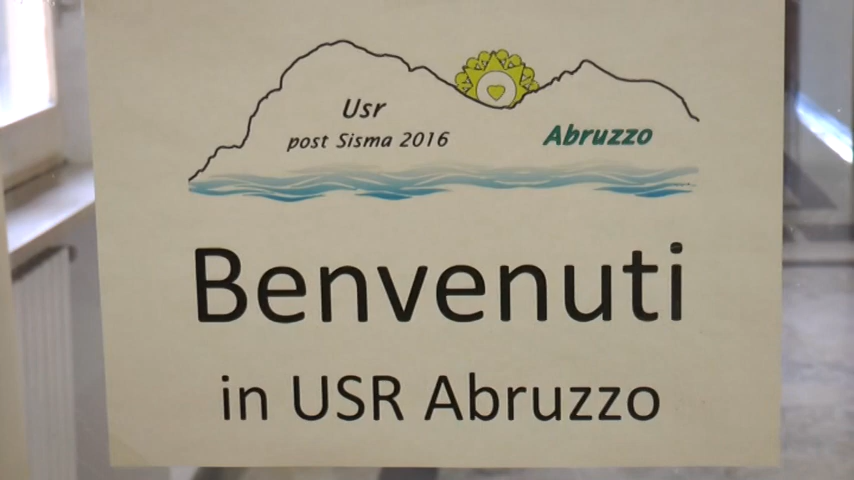 Usr
post Sisma 2016
Abruzzo
Benvenuti
in USR Abruzzo